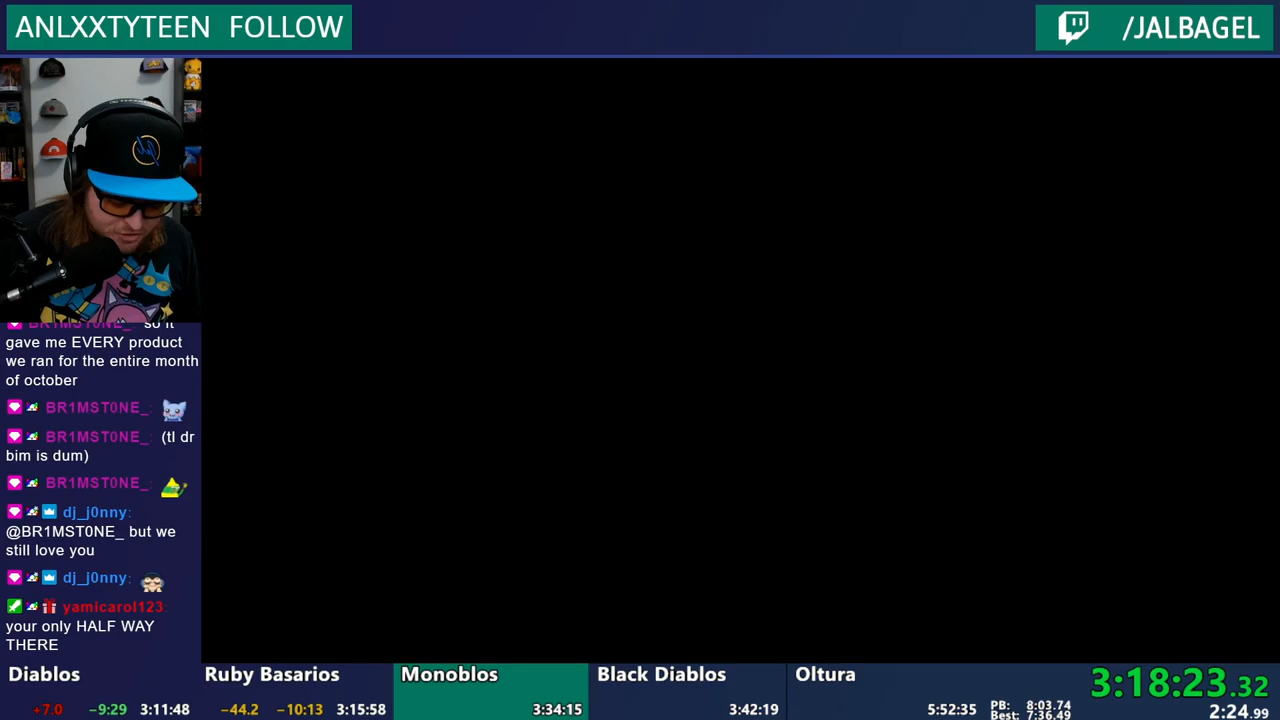 ANLXXTYTEEN FOLLOW
/JALBAGEL
BR1MST0NE_: so it
gave me EVERY product
we ran for the entire month
of october
BR1MST0NE_:
BR1MST0NE_: (tl dr
bim is dum)
BR1MST0NE_:
dj_j0nny:
@BR1MST0NE_ but we
still love you
dj_j0nny:
yamicarol123:
your only HALF WAY
THERE
Diablos
+7.0 -9:29 3:11:48
Ruby Basarios
-44.2 -10:13 3:15:58
Monoblos
3:34:15
Black Diablos
3:42:19
Oltura
5:52:35
3:18:23.32
PB: 8:03.74
Best: 7:36.49
2:24.99